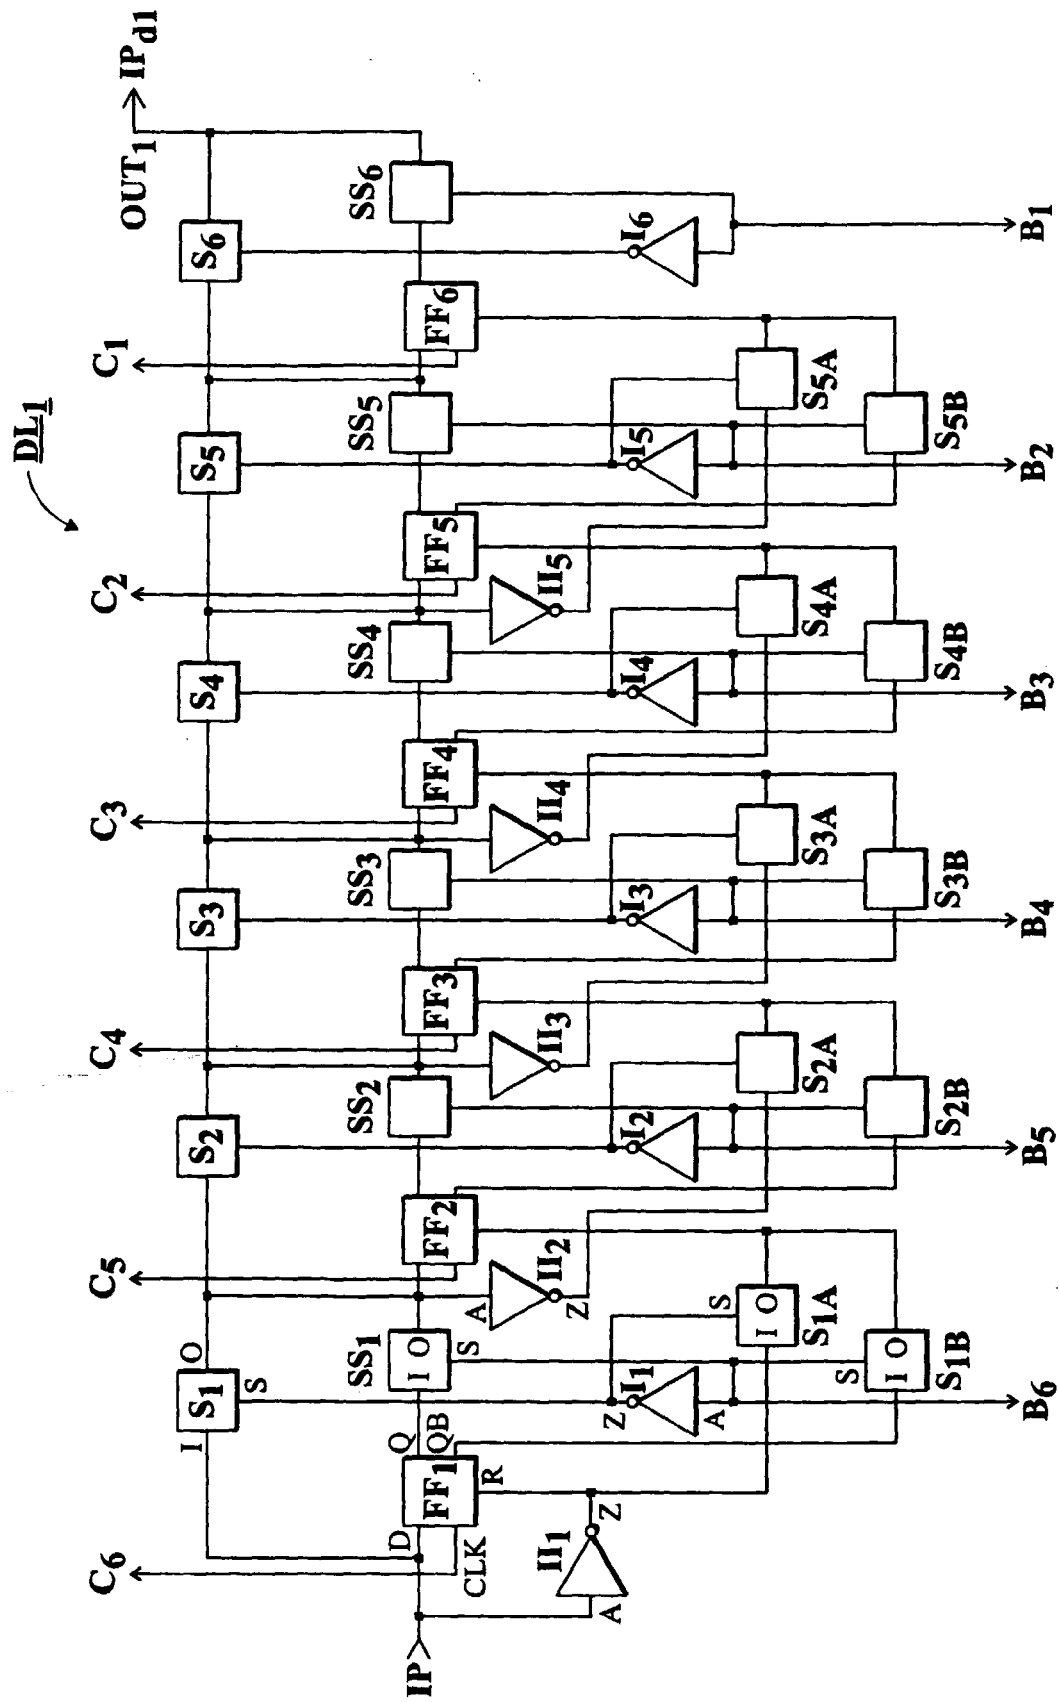 DL1
C6
C5
C4
C3
C2
C1
OUT1
IPd1
I
S1
O
S
S2
S3
S4
S5
S6
IP
D
FF1
Q
QB
CLK
R
SS1
I O
S
FF2
SS2
FF3
SS3
FF4
SS4
FF5
SS5
FF6
SS6
II1
A
Z
I1
Z
A
II2
A
Z
I2
II3
I3
II4
I4
II5
I5
I6
S
I O
S1A
S2A
S3A
S4A
S5A
S
I O
S1B
S2B
S3B
S4B
S5B
B6
B5
B4
B3
B2
B1